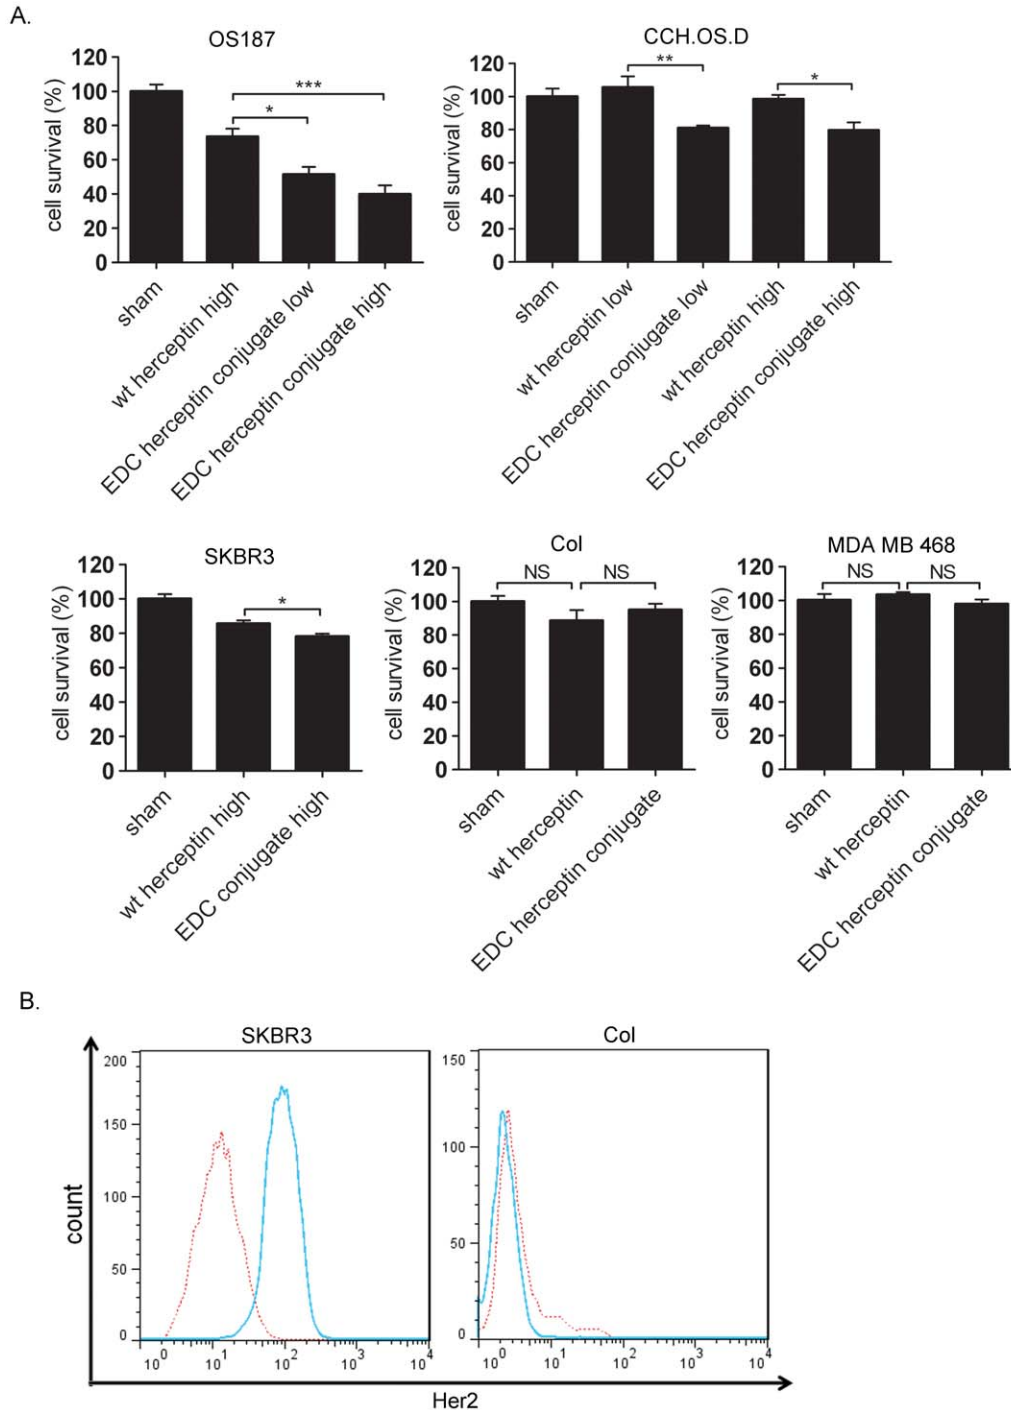 A.
OS187
cell survival (%)
120
100
80
60
40
20
0
***
*
sham
wt herceptin high
EDC herceptin conjugate low
EDC herceptin conjugate high
CCH.OS.D
cell survival (%)
120
100
80
60
40
20
0
**
*
sham
wt herceptin low
EDC herceptin conjugate low
wt herceptin high
EDC herceptin conjugate high
SKBR3
cell survival (%)
120
100
80
60
40
20
0
*
sham
wt herceptin high
EDC conjugate high
Col
cell survival (%)
120
100
80
60
40
20
0
NS
NS
sham
wt herceptin
EDC herceptin conjugate
MDA MB 468
cell survival (%)
120
100
80
60
40
20
0
NS
NS
sham
wt herceptin
EDC herceptin conjugate
B.
SKBR3
count
200
150
100
50
0
10^0
10^1
10^2
10^3
10^4
Col
150
100
50
0
10^0
10^1
10^2
10^3
10^4
Her2